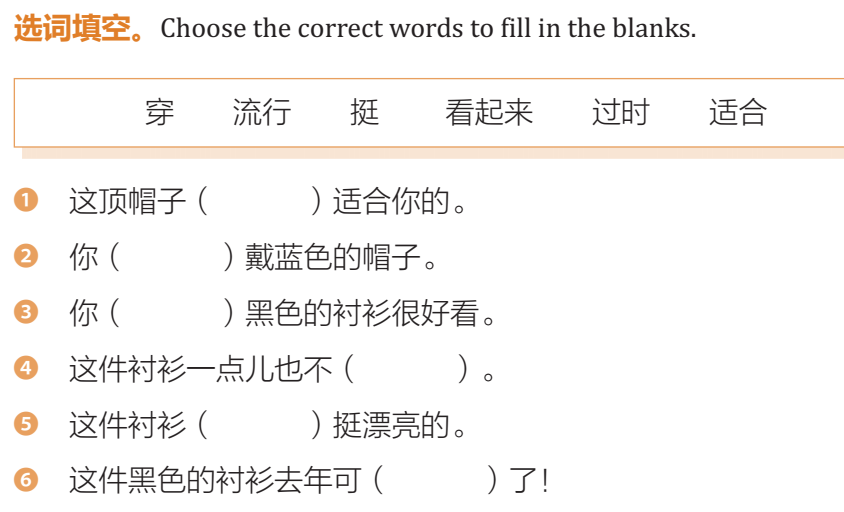 选词填空。Choose the correct words to fill in the blanks.
穿 流行 挺 看起来 过时 适合
1 这顶帽子（ ）适合你的。
2 你（ ）戴蓝色的帽子。
3 你（ ）黑色的衬衫很好看。
4 这件衬衫一点儿也不（ ）。
5 这件衬衫（ ）挺漂亮的。
6 这件黑色的衬衫去年可（ ）了！